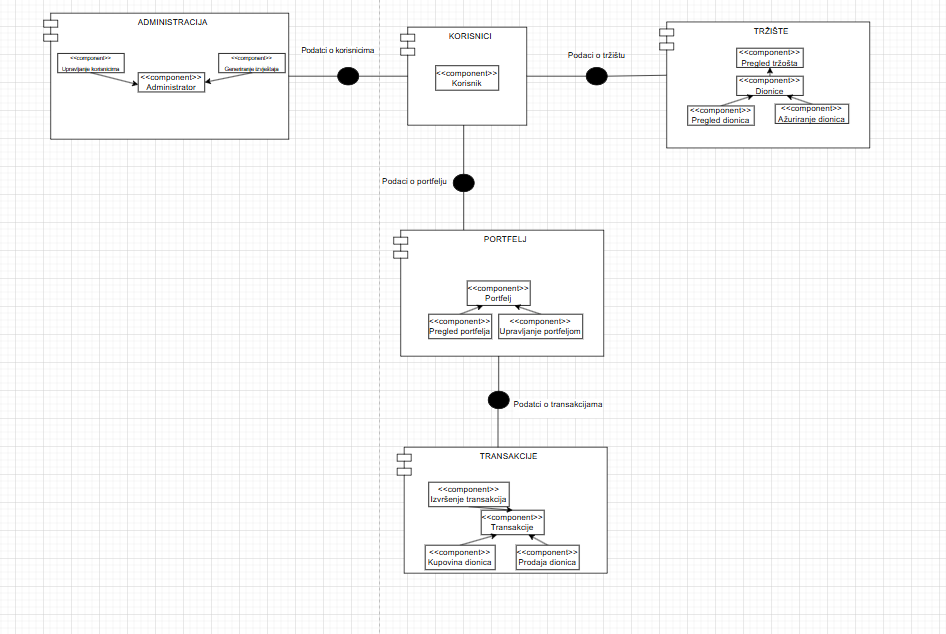 ADMINISTRACIJA
<<component>>
Upravljanje korisnicima
<<component>>
Generiranje izvještaja
<<component>>
Administrator
Podatci o korisnicima
KORISNICI
<<component>>
Korisnik
Podaci o tržištu
TRŽIŠTE
<<component>>
Pregled tržošta
<<component>>
Dionice
<<component>>
Pregled dionica
<<component>>
Ažuriranje dionica
Podaci o portfelju
PORTFELJ
<<component>>
Portfelj
<<component>>
Pregled portfelja
<<component>>
Upravljanje portfeljom
Podatci o transakcijama
TRANSAKCIJE
<<component>>
Izvršenje transakcija
<<component>>
Transakcije
<<component>>
Kupovina dionica
<<component>>
Prodaja dionica